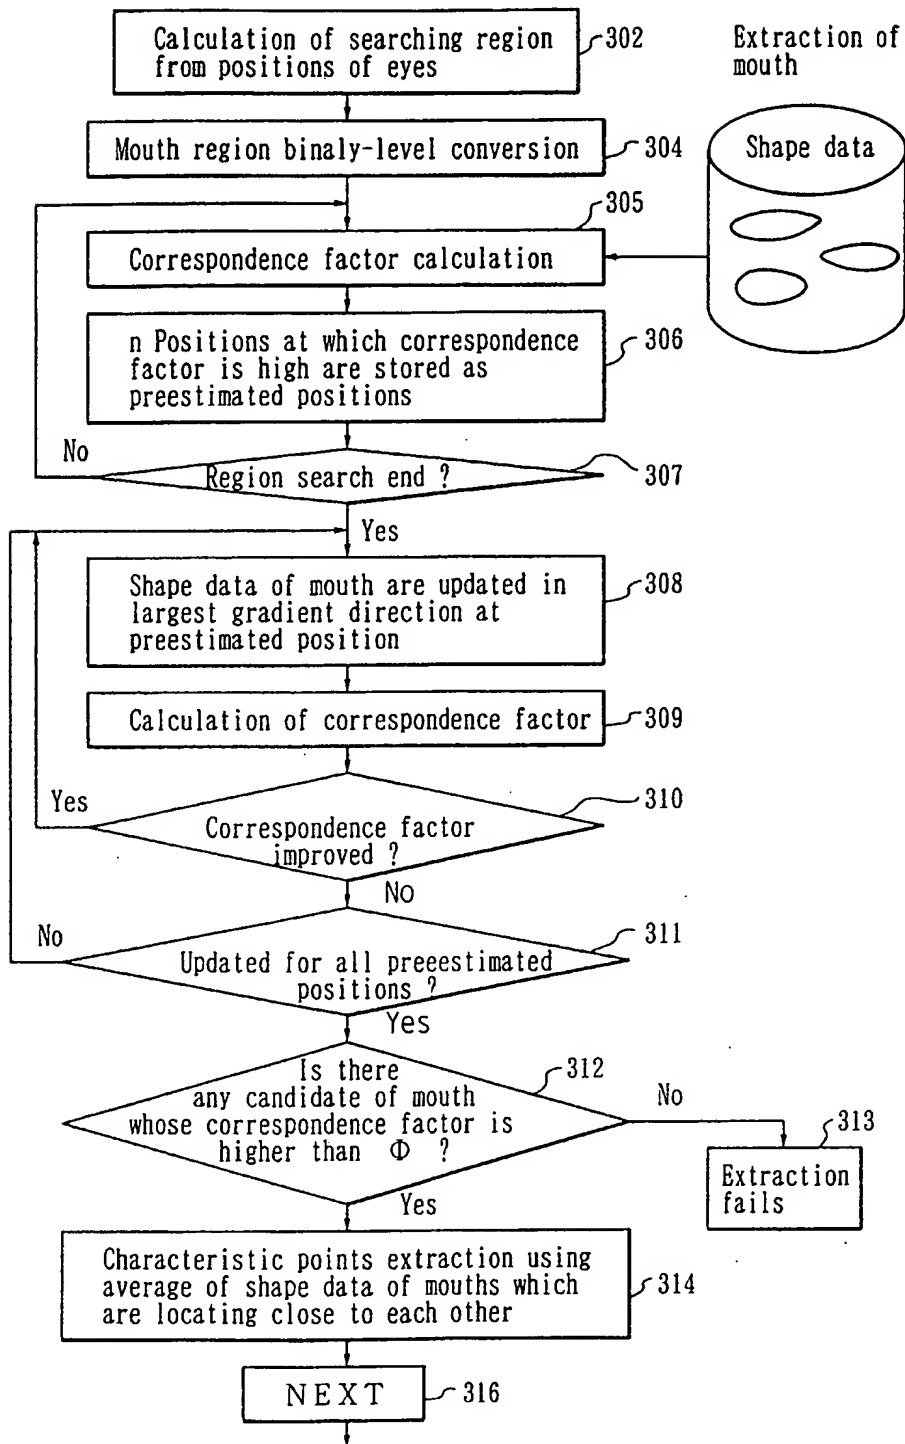 Calculation of searching region
from positions of eyes
302
Extraction of
mouth
Mouth region binaly-level conversion
304
Shape data
305
Correspondence factor calculation
n Positions at which correspondence
factor is high are stored as
preestimated positions
306
No
Region search end ?
307
Yes
Shape data of mouth are updated in
largest gradient direction at
preestimated position
308
Calculation of correspondence factor
309
Yes
310
Correspondence factor
improved ?
No
No
311
Updated for all preeestimated
positions ?
Yes
Is there
any candidate of mouth
whose correspondence factor is
higher than Φ ?
312
No
313
Extraction
fails
Yes
Characteristic points extraction using
average of shape data of mouths which
are locating close to each other
314
NEXT
316